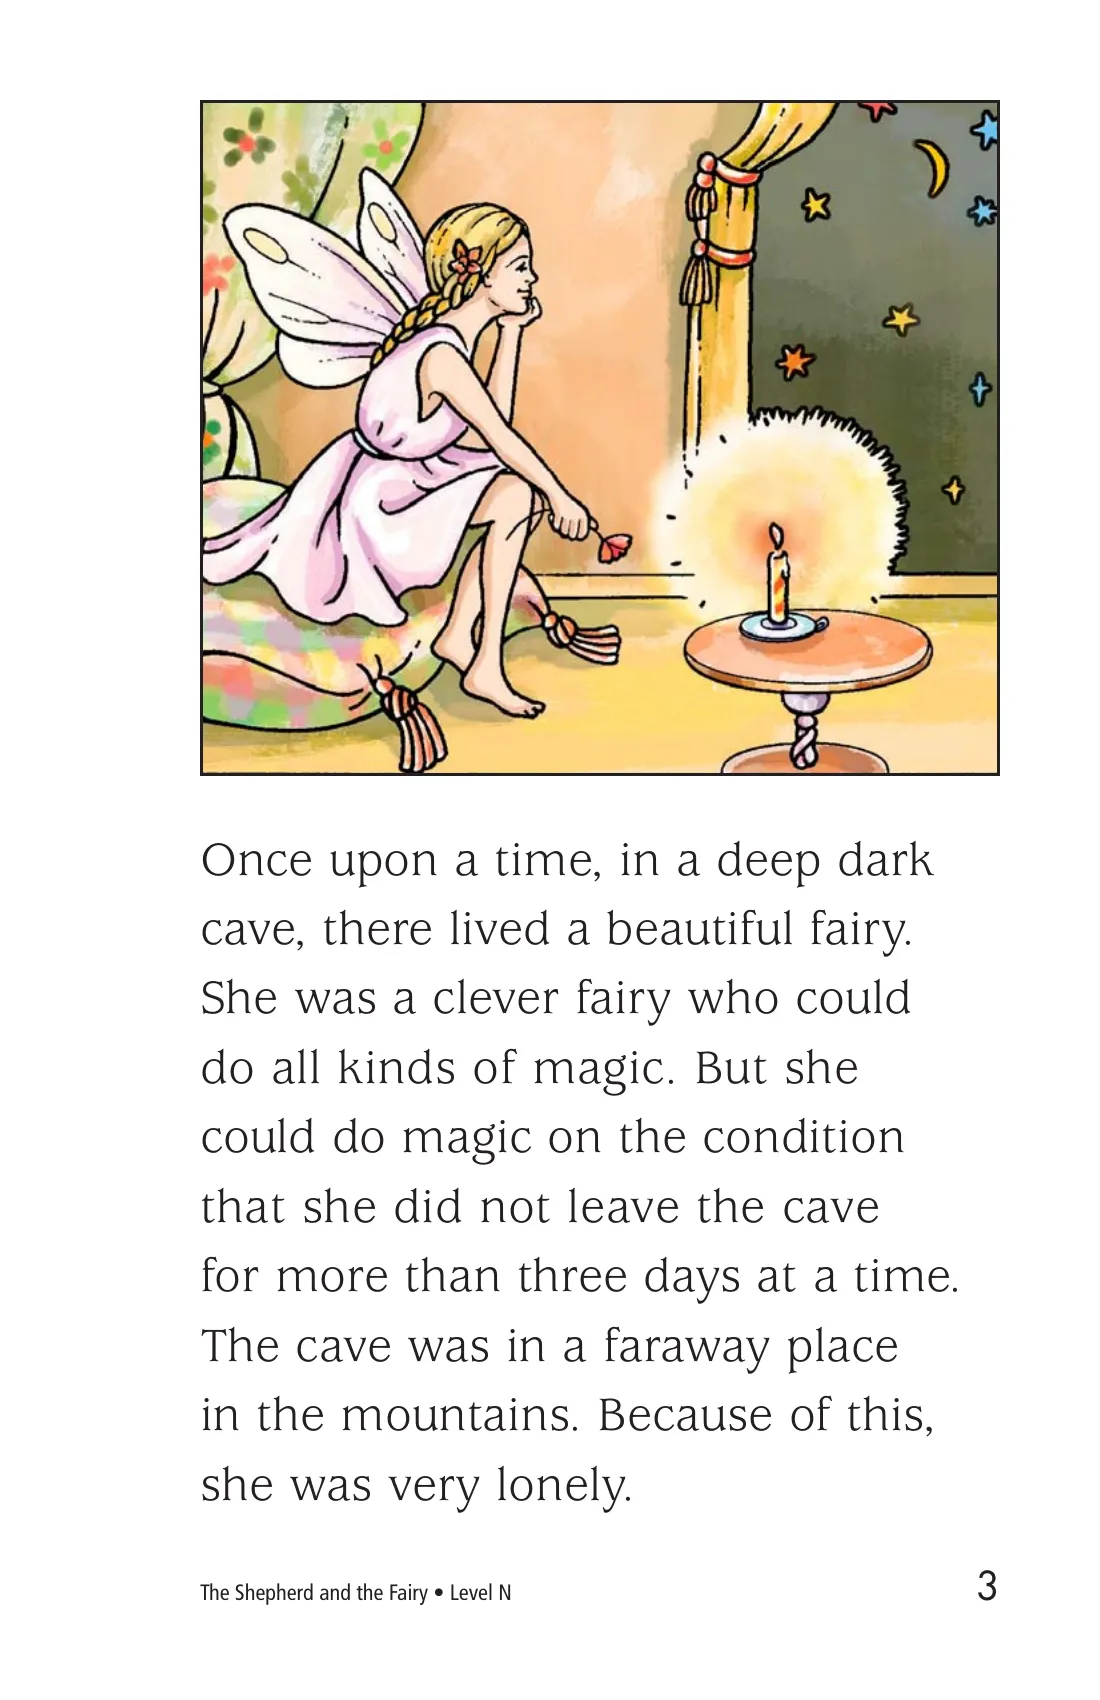 Once upon a time, in a deep dark
cave, there lived a beautiful fairy.
She was a clever fairy who could
do all kinds of magic. But she
could do magic on the condition
that she did not leave the cave
for more than three days at a time.
The cave was in a faraway place
in the mountains. Because of this,
she was very lonely.
The Shepherd and the Fairy • Level N 3